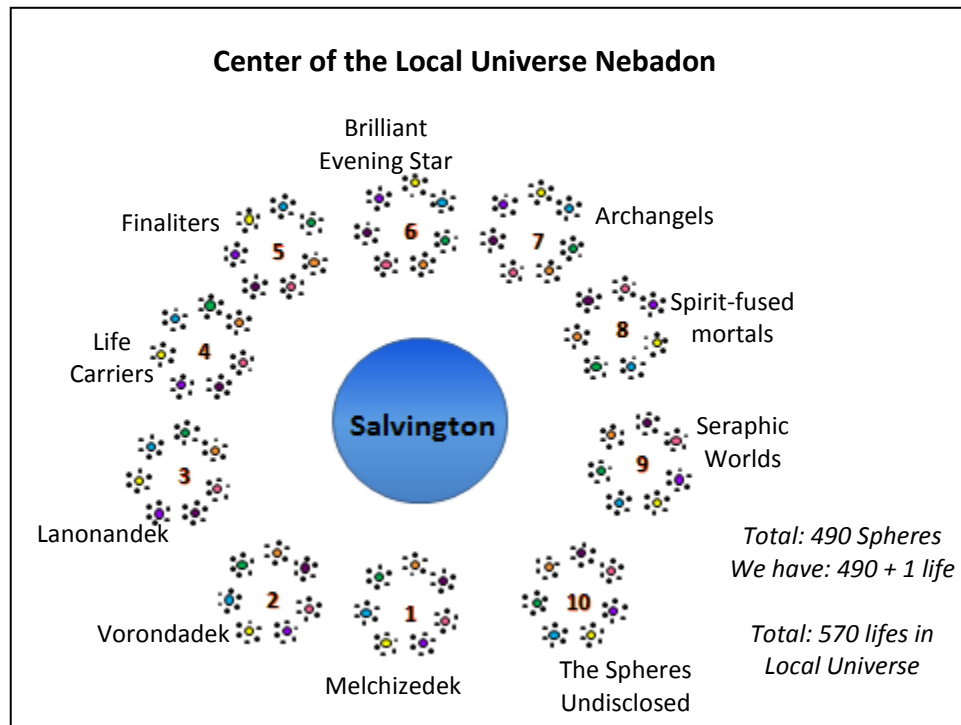 Center of the Local Universe Nebadon
Brilliant
Evening Star
Finaliters
6
Archangels
5
7
Spirit-fused
mortals
8
Life
Carriers
4
Salvington
Seraphic
Worlds
9
3
Lanonandek
Total: 490 Spheres
We have: 490 + 1 life
2
1
10
Vorondadek
Total: 570 lifes in
Local Universe
Melchizedek
The Spheres
Undisclosed